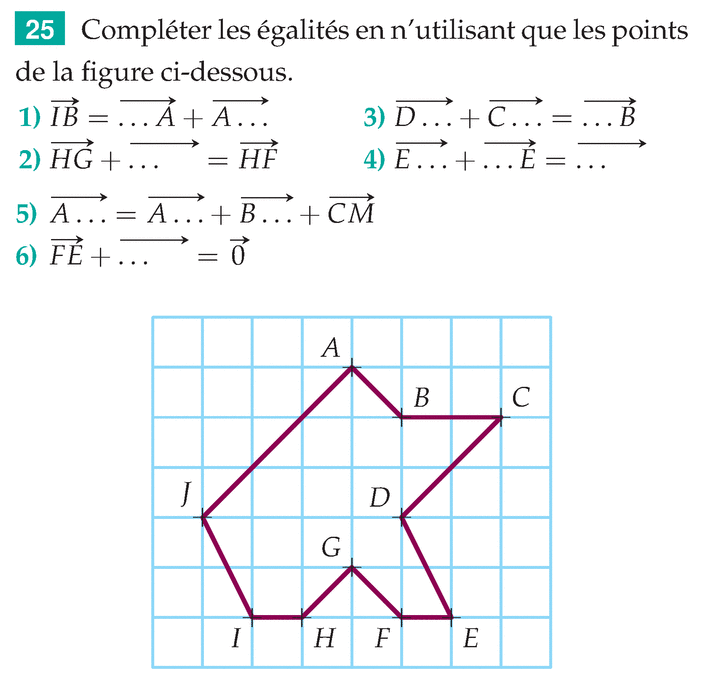 25 Compléter les égalités en n'utilisant que les points
de la figure ci-dessous.
1) IB = ...A + A...
3) D... + C... = ...B
2) HG + ... = HF
4) E... + ...E = ...
5) A... = A... + B... + CM
6) FE + ... = 0
A
B
C
J
D
G
I
H
F
E